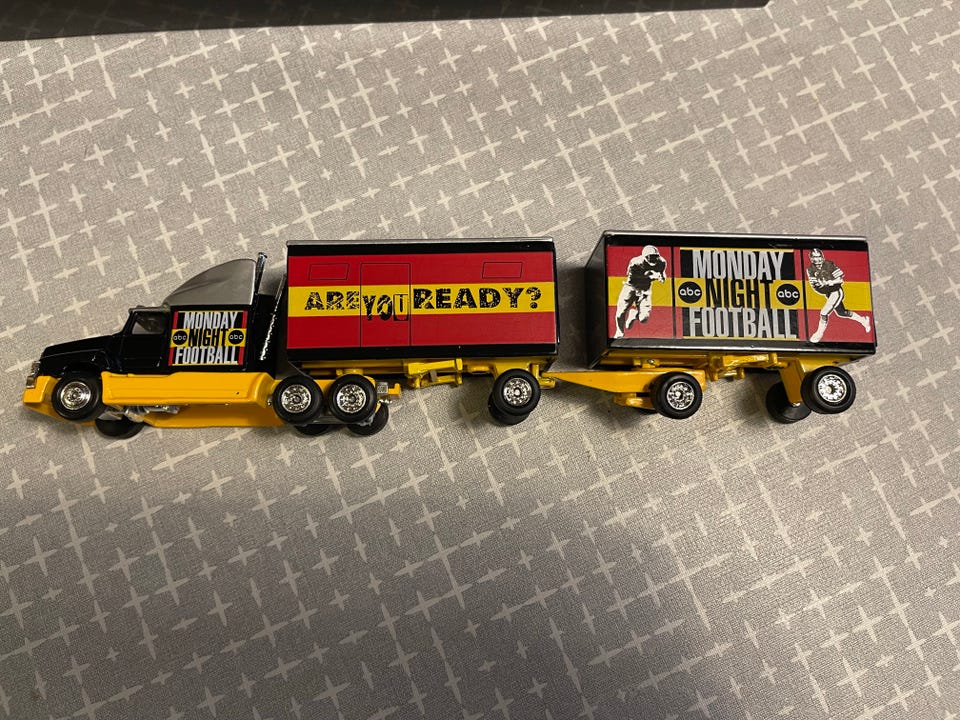 MONDAY
abc NIGHT abc
FOOTBALL
ARE YOU READY?
MONDAY
abc NIGHT abc
FOOTBALL